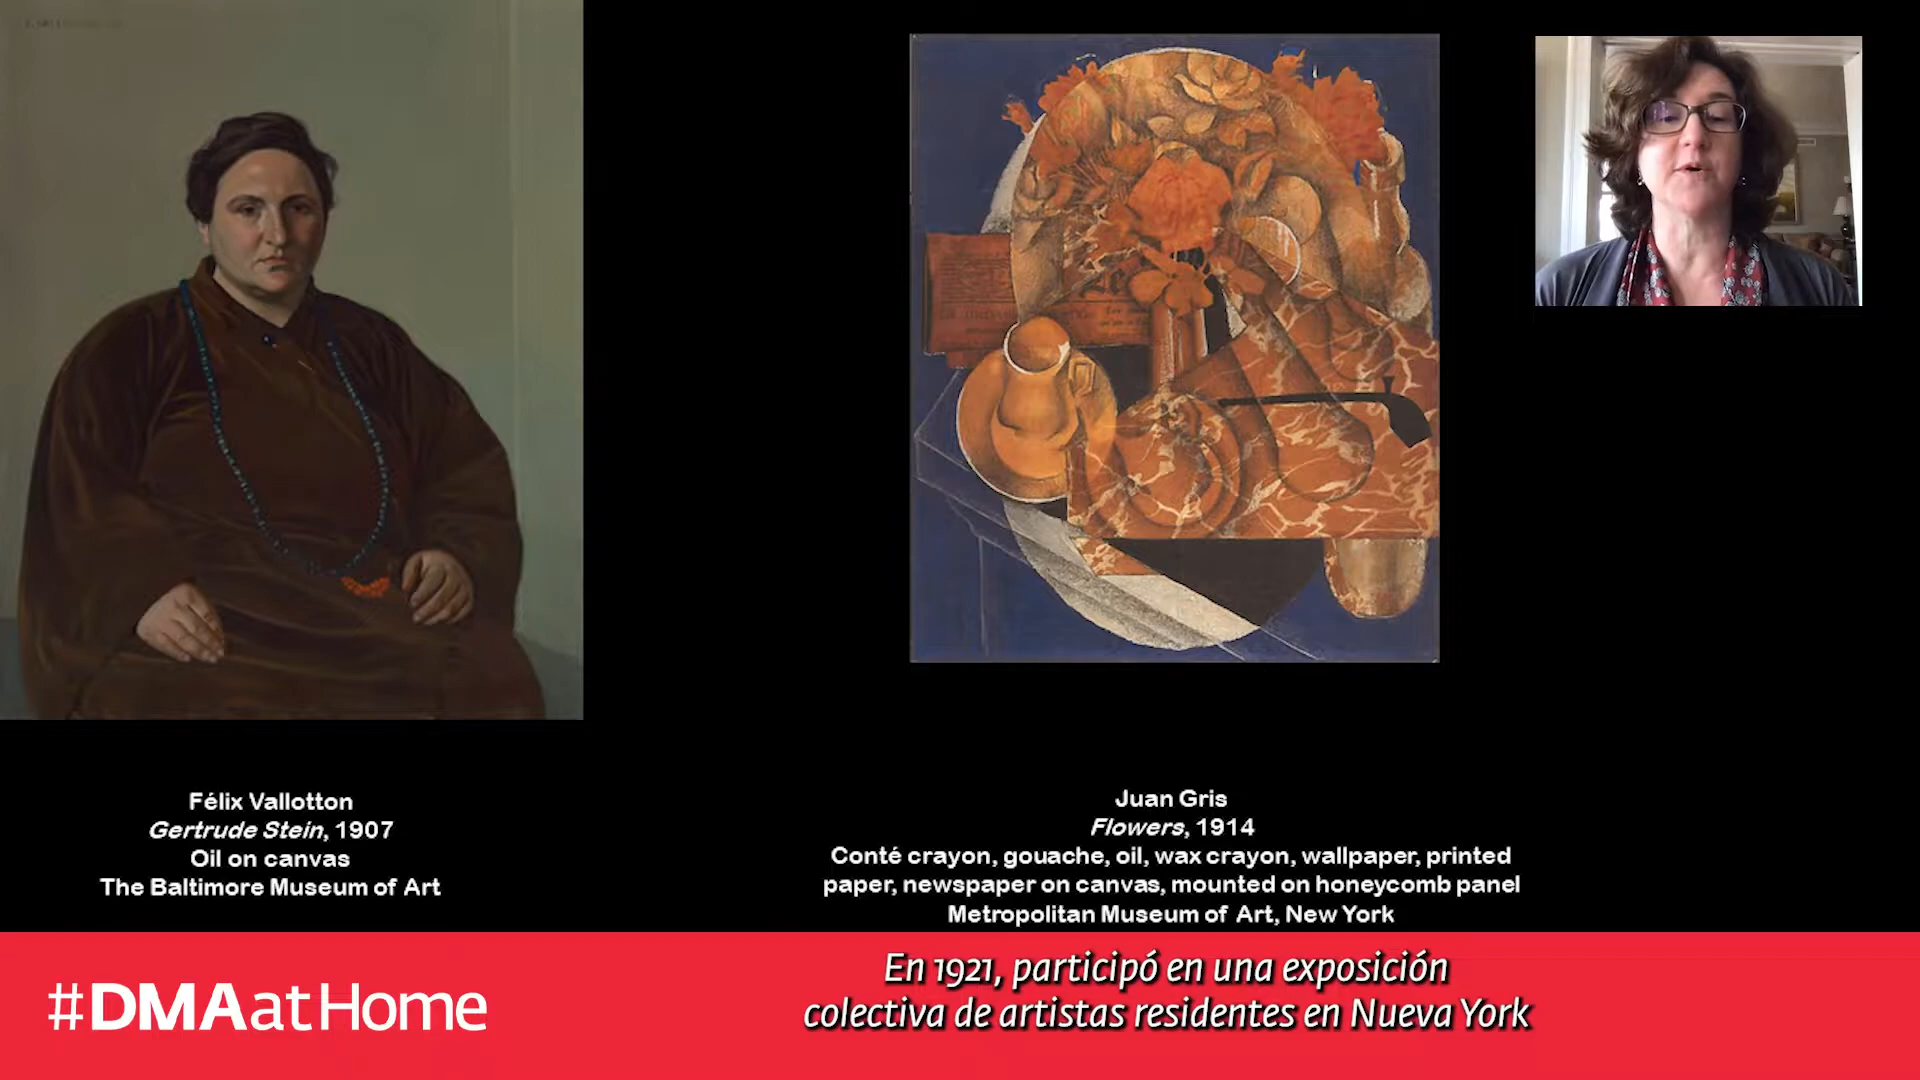 Félix Vallotton
Gertrude Stein, 1907
Oil on canvas
The Baltimore Museum of Art
Juan Gris
Flowers, 1914
Conté crayon, gouache, oil, wax crayon, wallpaper, printed
paper, newspaper on canvas, mounted on honeycomb panel
Metropolitan Museum of Art, New York
#DMAatHome
En 1921, participó en una exposición
colectiva de artistas residentes en Nueva York